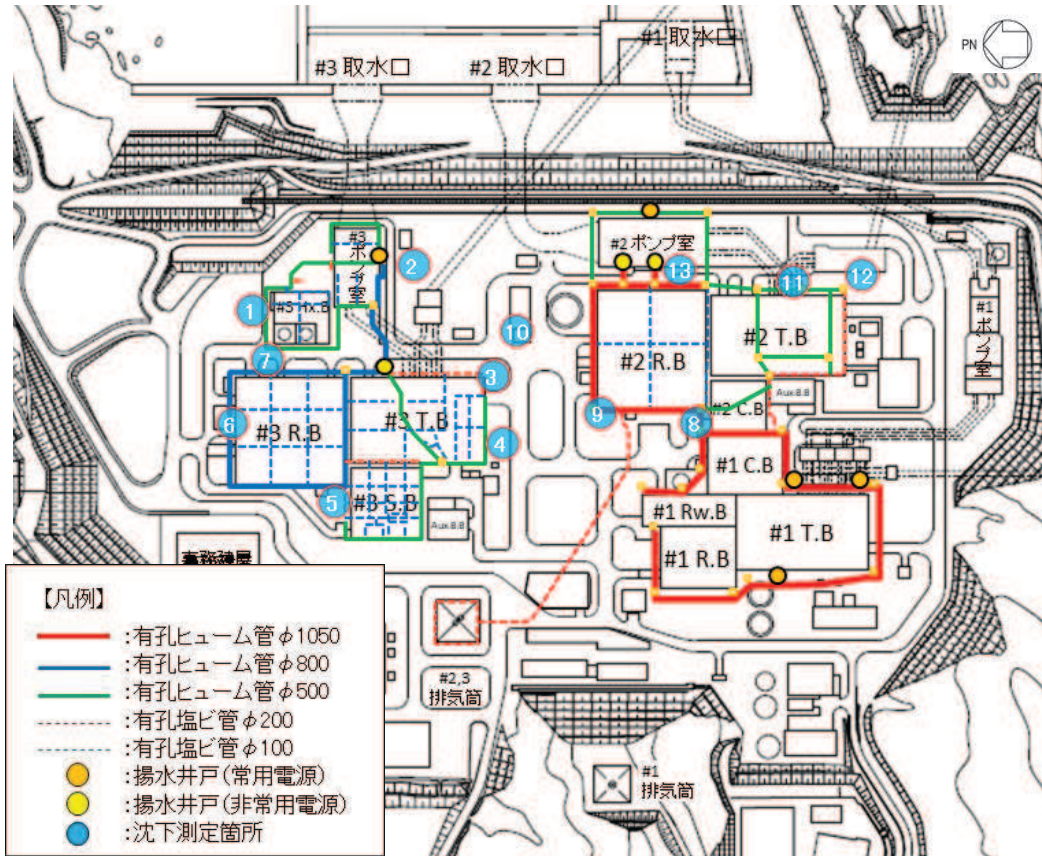 #1 取水口
PN
#3 取水口
#2 取水口
#3
ポンプ室
2
#2 ポンプ室
13
11
12
1
#3 Hx.B
10
#1
ポンプ室
7
#2 R.B
#2 T.B
3
6
#3 R.B
#3 T.B
9
8
#2 C.B
Aux.B.B
4
#1 C.B
5
#3 S.B
Aux.B.B
#1 Rw.B
#1 T.B
#1 R.B
事務建屋
【凡例】
:有孔ヒューム管φ1050
:有孔ヒューム管φ800
:有孔ヒューム管φ500
:有孔塩ビ管φ200
:有孔塩ビ管φ100
:揚水井戸(常用電源)
:揚水井戸(非常用電源)
:沈下測定箇所
#2,3
排気筒
#1
排気筒